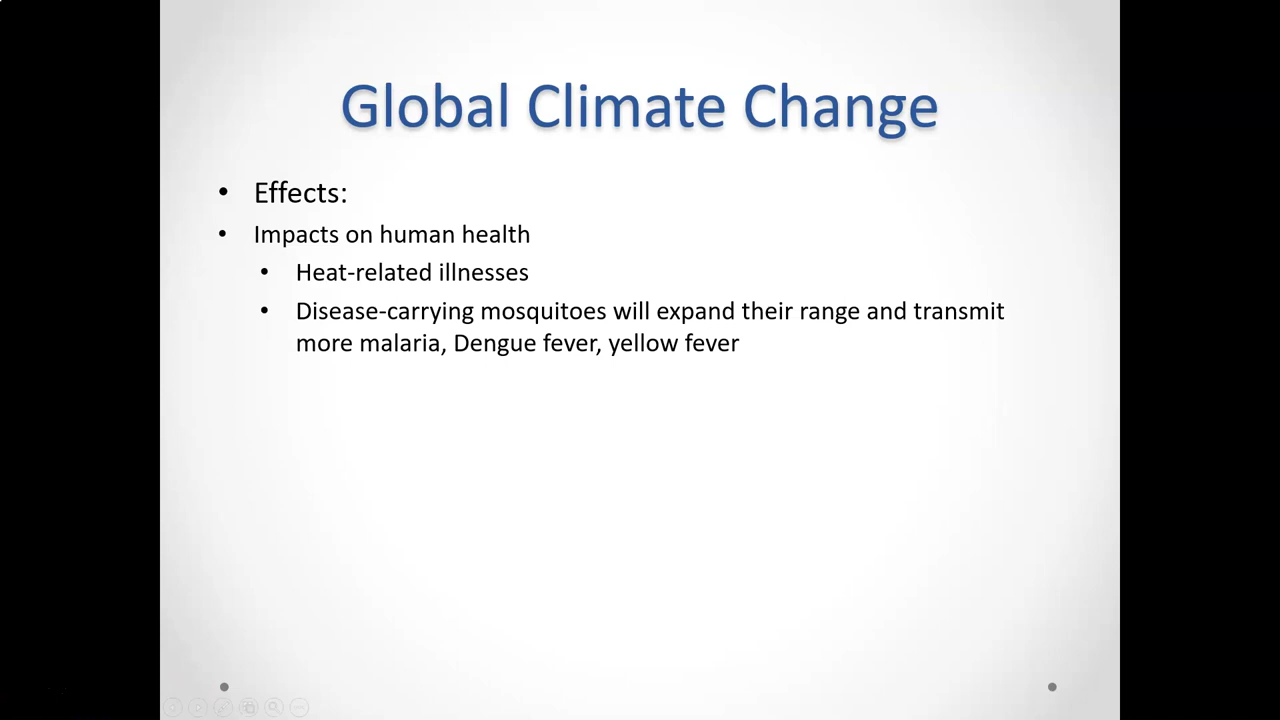 Global Climate Change
• Effects:
• Impacts on human health
• Heat-related illnesses
• Disease-carrying mosquitoes will expand their range and transmit
more malaria, Dengue fever, yellow fever